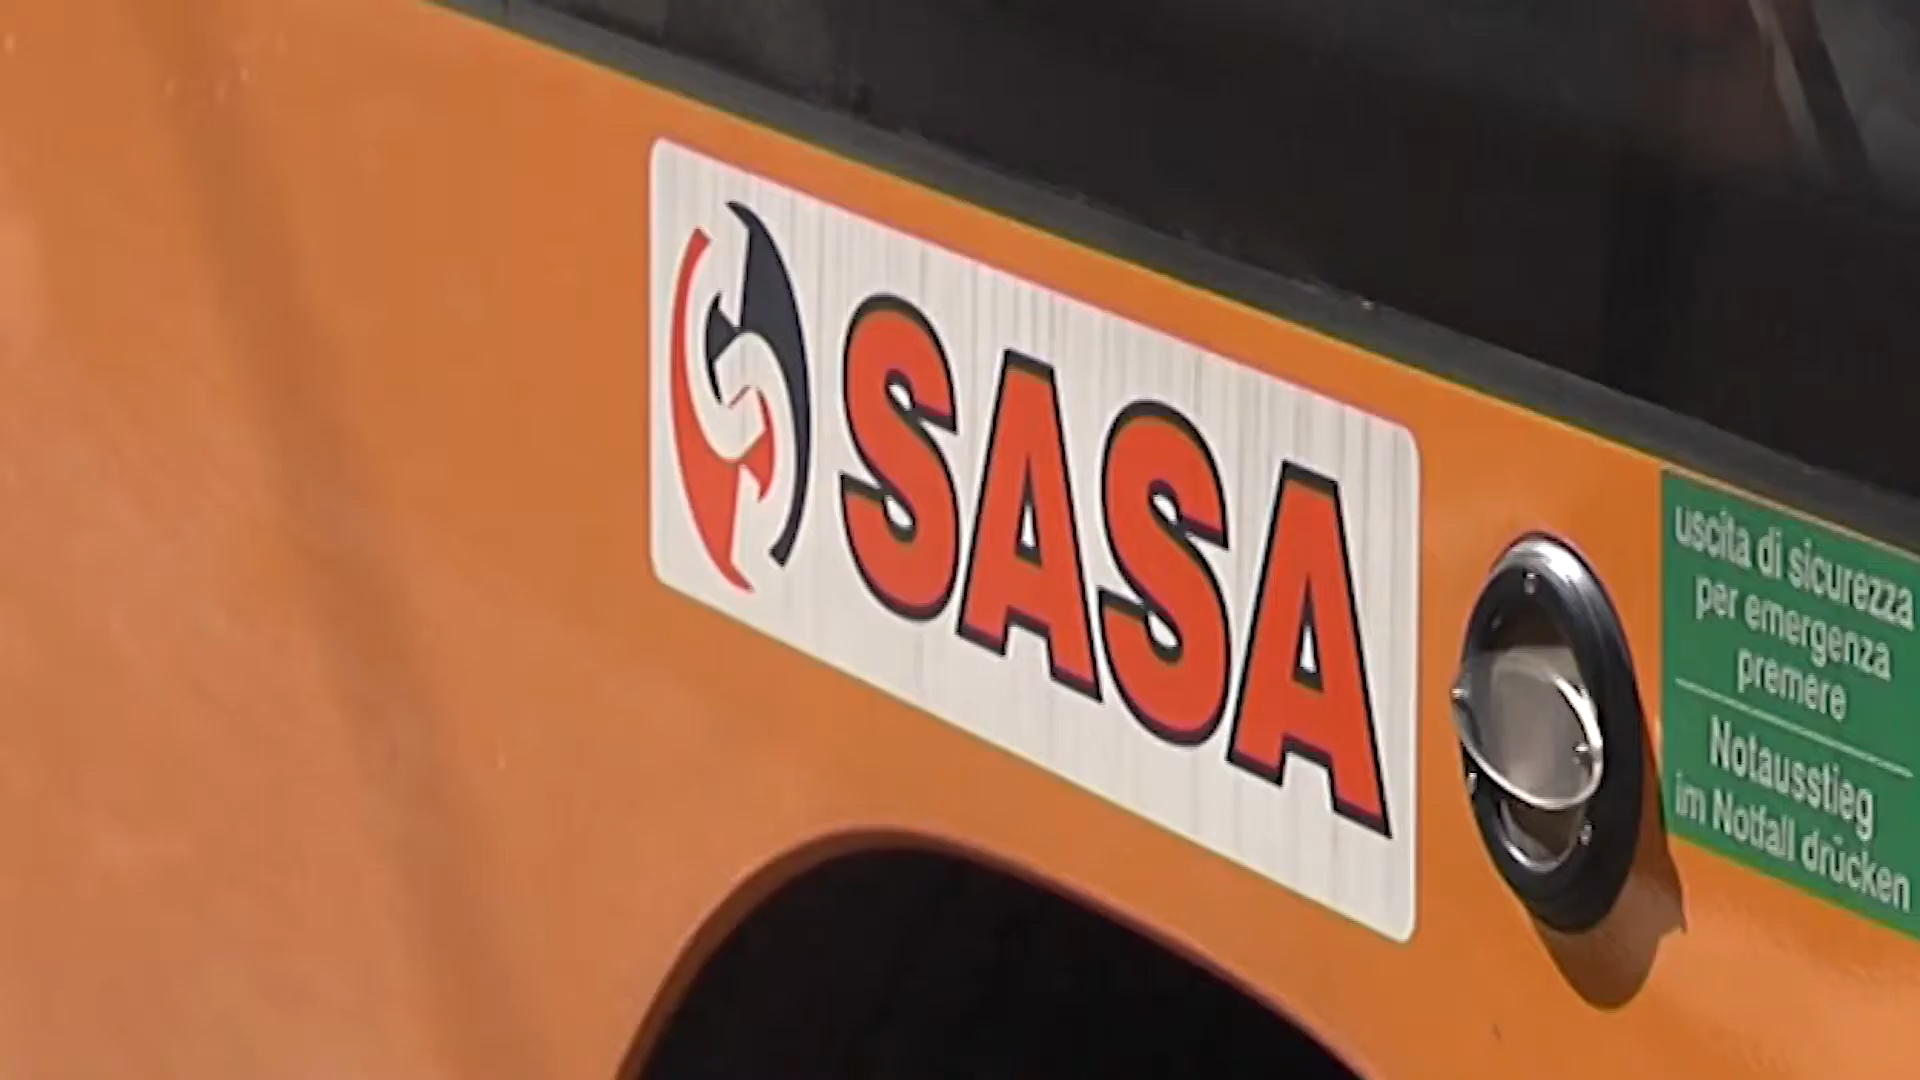 SASA
uscita di sicurezza
per emergenza
premere
Notausstieg
im Notfall drücken